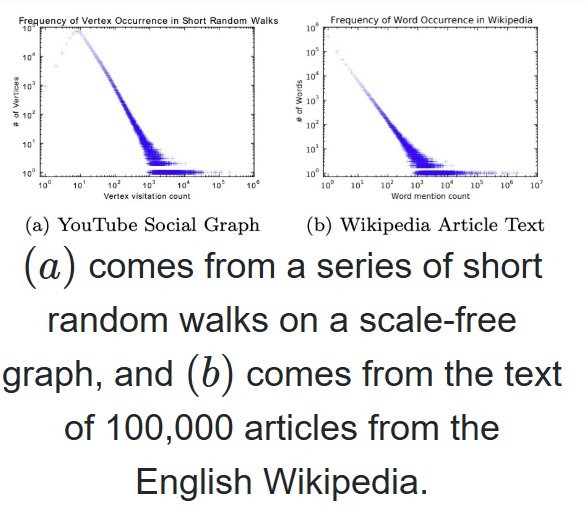 Frequency of Vertex Occurrence in Short Random Walks
Frequency of Word Occurrence in Wikipedia
# of Vertices
10^5
10^4
10^3
10^2
10^1
10^0
10^0 10^1 10^2 10^3 10^4 10^5 10^6
Vertex visitation count
# of Words
10^6
10^5
10^4
10^3
10^2
10^1
10^0
10^0 10^1 10^2 10^3 10^4 10^5 10^6 10^7
Word mention count
(a) YouTube Social Graph
(b) Wikipedia Article Text
(a) comes from a series of short
random walks on a scale-free
graph, and (b) comes from the text
of 100,000 articles from the
English Wikipedia.